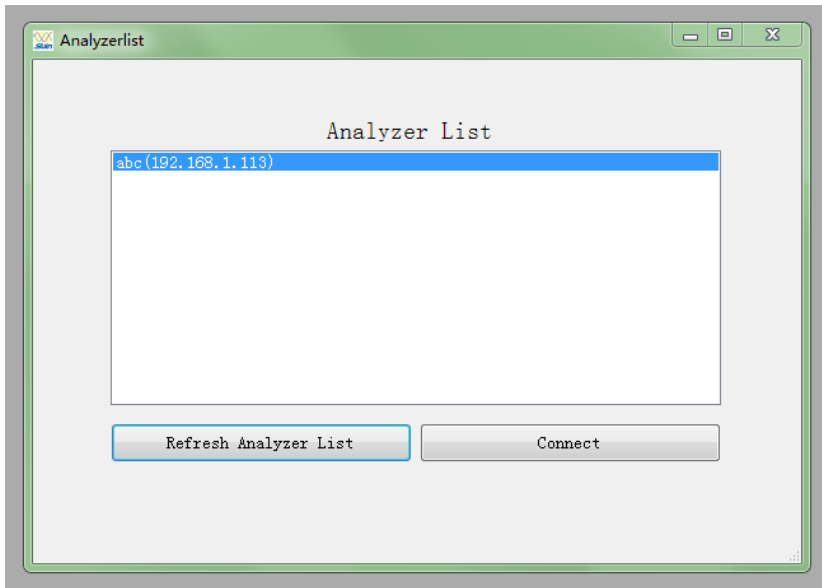 Analyzerlist
Analyzer List
abc(192.168.1.113)
Refresh Analyzer List
Connect